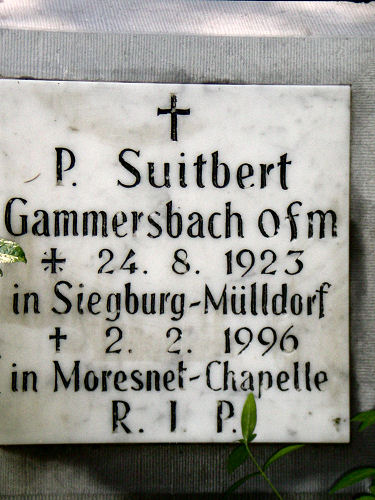 P. Suitbert
Gammersbach ofm
* 24. 8. 1923
in Siegburg-Mülldorf
† 2. 2. 1996
in Moresnet-Chapelle
R. I. P.